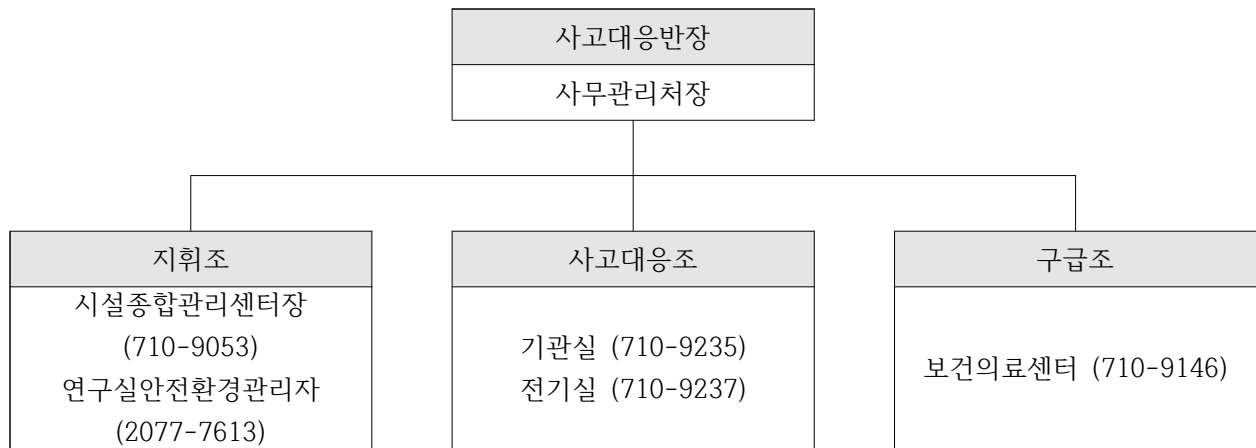 사고대응반장
사무관리처장
지휘조
시설종합관리센터장
(710-9053)
연구실안전환경관리자
(2077-7613)
사고대응조
기관실 (710-9235)
전기실 (710-9237)
구급조
보건의료센터 (710-9146)